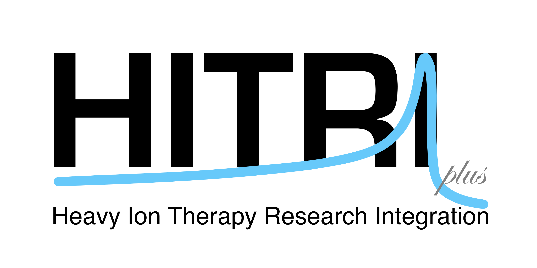 HITRI
plus
Heavy Ion Therapy Research Integration